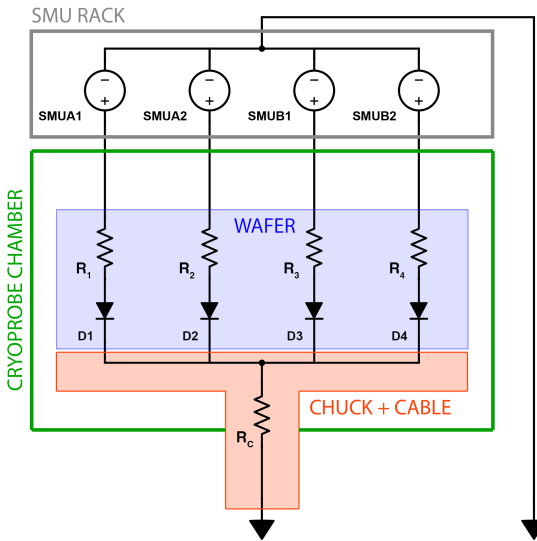 SMU RACK
− − − −
+ + + +
SMUA1 SMUA2 SMUB1 SMUB2
CRYOPROBE CHAMBER
WAFER
R1 R2 R3 R4
D1 D2 D3 D4
CHUCK + CABLE
RC